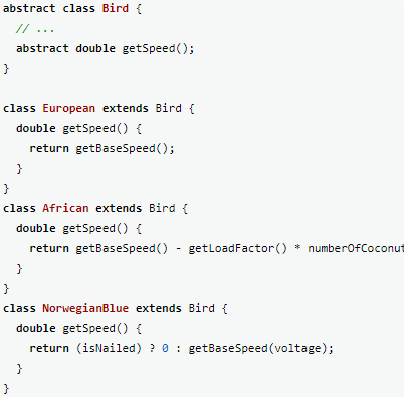 abstract class Bird {
  // ...
  abstract double getSpeed();
}

class European extends Bird {
  double getSpeed() {
    return getBaseSpeed();
  }
}
class African extends Bird {
  double getSpeed() {
    return getBaseSpeed() - getLoadFactor() * numberOfCoconut
  }
}
class NorwegianBlue extends Bird {
  double getSpeed() {
    return (isNailed) ? 0 : getBaseSpeed(voltage);
  }
}